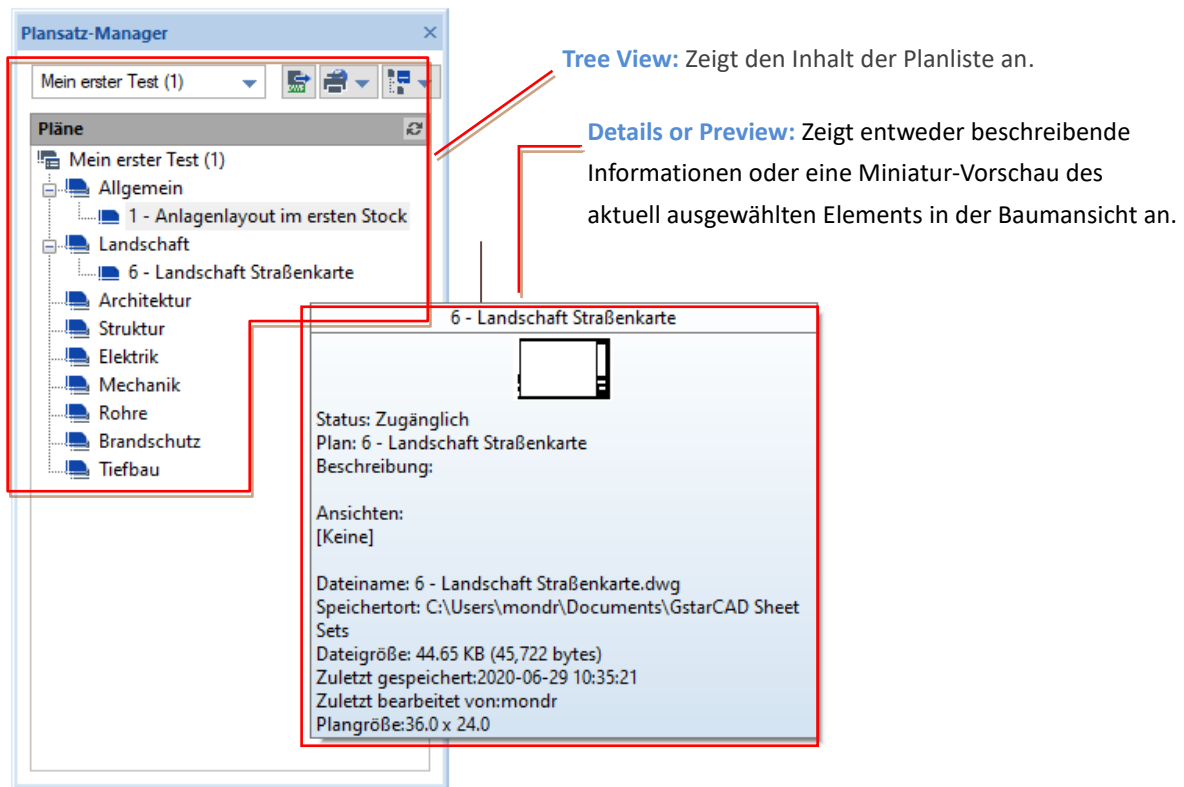 Plansatz-Manager
Mein erster Test (1)
Pläne
Mein erster Test (1)
Allgemein
1 - Anlagenlayout im ersten Stock
Landschaft
6 - Landschaft Straßenkarte
Architektur
Struktur
Elektrik
Mechanik
Rohre
Brandschutz
Tiefbau
Tree View: Zeigt den Inhalt der Planliste an.
Details or Preview: Zeigt entweder beschreibende
Informationen oder eine Miniatur-Vorschau des
aktuell ausgewählten Elements in der Baumansicht an.
6 - Landschaft Straßenkarte
Status: Zugänglich
Plan: 6 - Landschaft Straßenkarte
Beschreibung:
Ansichten:
[Keine]
Dateiname: 6 - Landschaft Straßenkarte.dwg
Speichertort: C:\Users\mondr\Documents\GstarCAD Sheet
Sets
Dateigröße: 44.65 KB (45,722 bytes)
Zuletzt gespeichert:2020-06-29 10:35:21
Zuletzt bearbeitet von:mondr
Plangröße:36.0 x 24.0